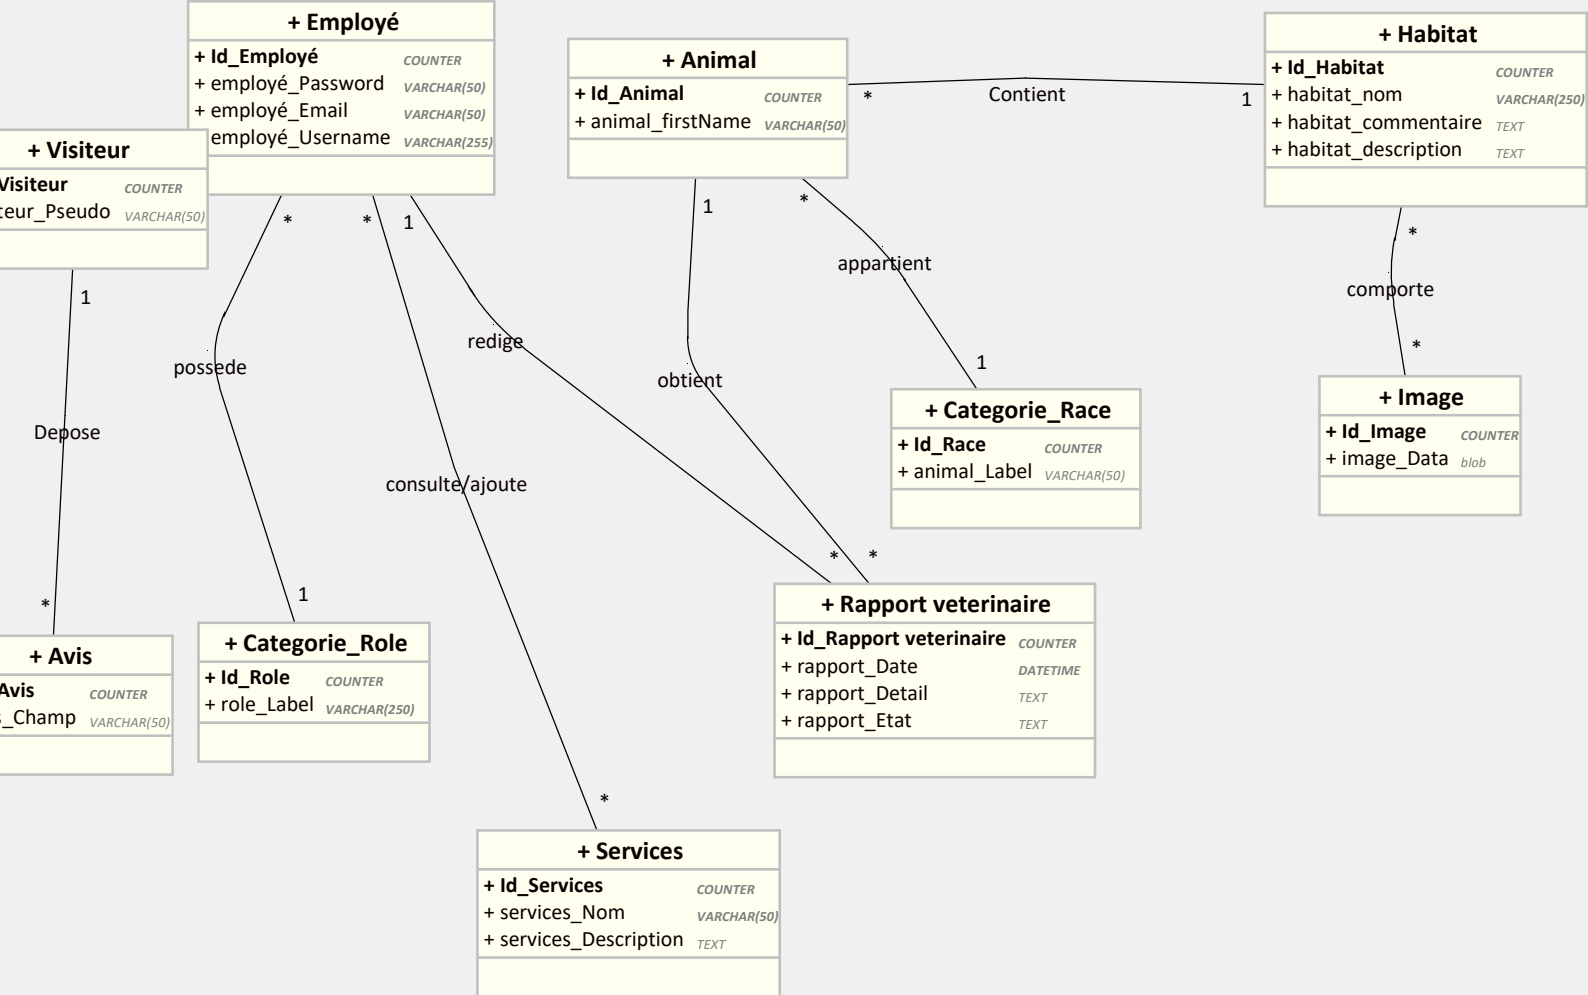 + Employé
+ Id_Employé COUNTER
+ employé_Password VARCHAR(50)
+ employé_Email VARCHAR(50)
employé_Username VARCHAR(255)
+ Visiteur
Visiteur COUNTER
teur_Pseudo VARCHAR(50)
+ Animal
+ Id_Animal COUNTER
+ animal_firstName VARCHAR(50)
+ Habitat
+ Id_Habitat COUNTER
+ habitat_nom VARCHAR(250)
+ habitat_commentaire TEXT
+ habitat_description TEXT
* Contient 1
* * 1
1 *
*
1
appartient
comporte
redige
*
possede
obtient
1
+ Categorie_Race
+ Id_Race COUNTER
+ animal_Label VARCHAR(50)
+ Image
+ Id_Image COUNTER
+ image_Data blob
Depose
consulte/ajoute
* *
1
*
+ Avis
Avis COUNTER
s_Champ VARCHAR(50)
+ Categorie_Role
+ Id_Role COUNTER
+ role_Label VARCHAR(250)
+ Rapport veterinaire
+ Id_Rapport veterinaire COUNTER
+ rapport_Date DATETIME
+ rapport_Detail TEXT
+ rapport_Etat TEXT
*
+ Services
+ Id_Services COUNTER
+ services_Nom VARCHAR(50)
+ services_Description TEXT